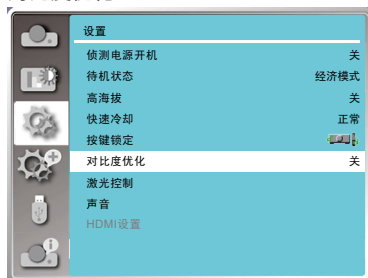 设置
侦测电源开机 关
待机状态 经济模式
高海拔 关
快速冷却 正常
按键锁定
对比度优化 关
激光控制
声音
HDMI设置